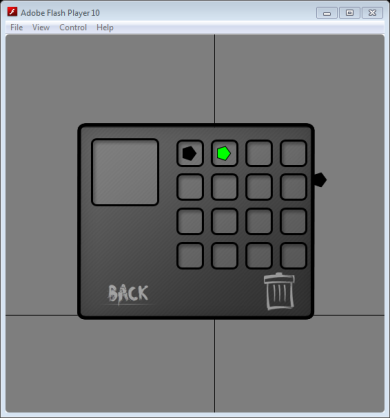 Adobe Flash Player 10
File View Control Help
BACK